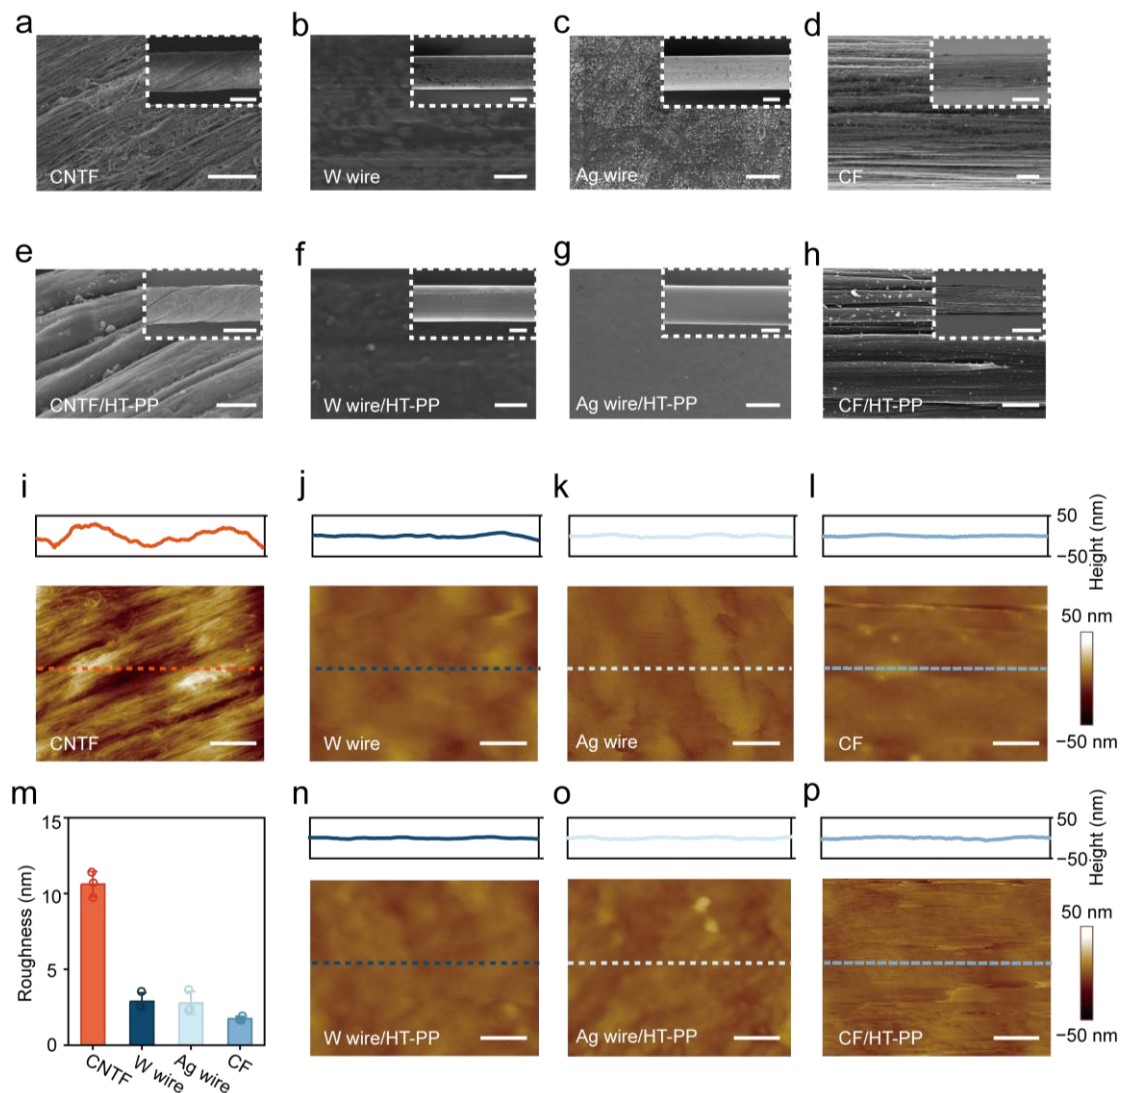 a
b
c
d
CNTF
W wire
Ag wire
CF
e
f
g
h
CNTF/HT-PP
W wire/HT-PP
Ag wire/HT-PP
CF/HT-PP
i
j
k
l
50
−50
Height (nm)
50 nm
−50 nm
CNTF
W wire
Ag wire
CF
m
n
o
p
15
10
5
0
Roughness (nm)
CNTF
W wire
Ag wire
CF
50
−50
Height (nm)
50 nm
−50 nm
W wire/HT-PP
Ag wire/HT-PP
CF/HT-PP